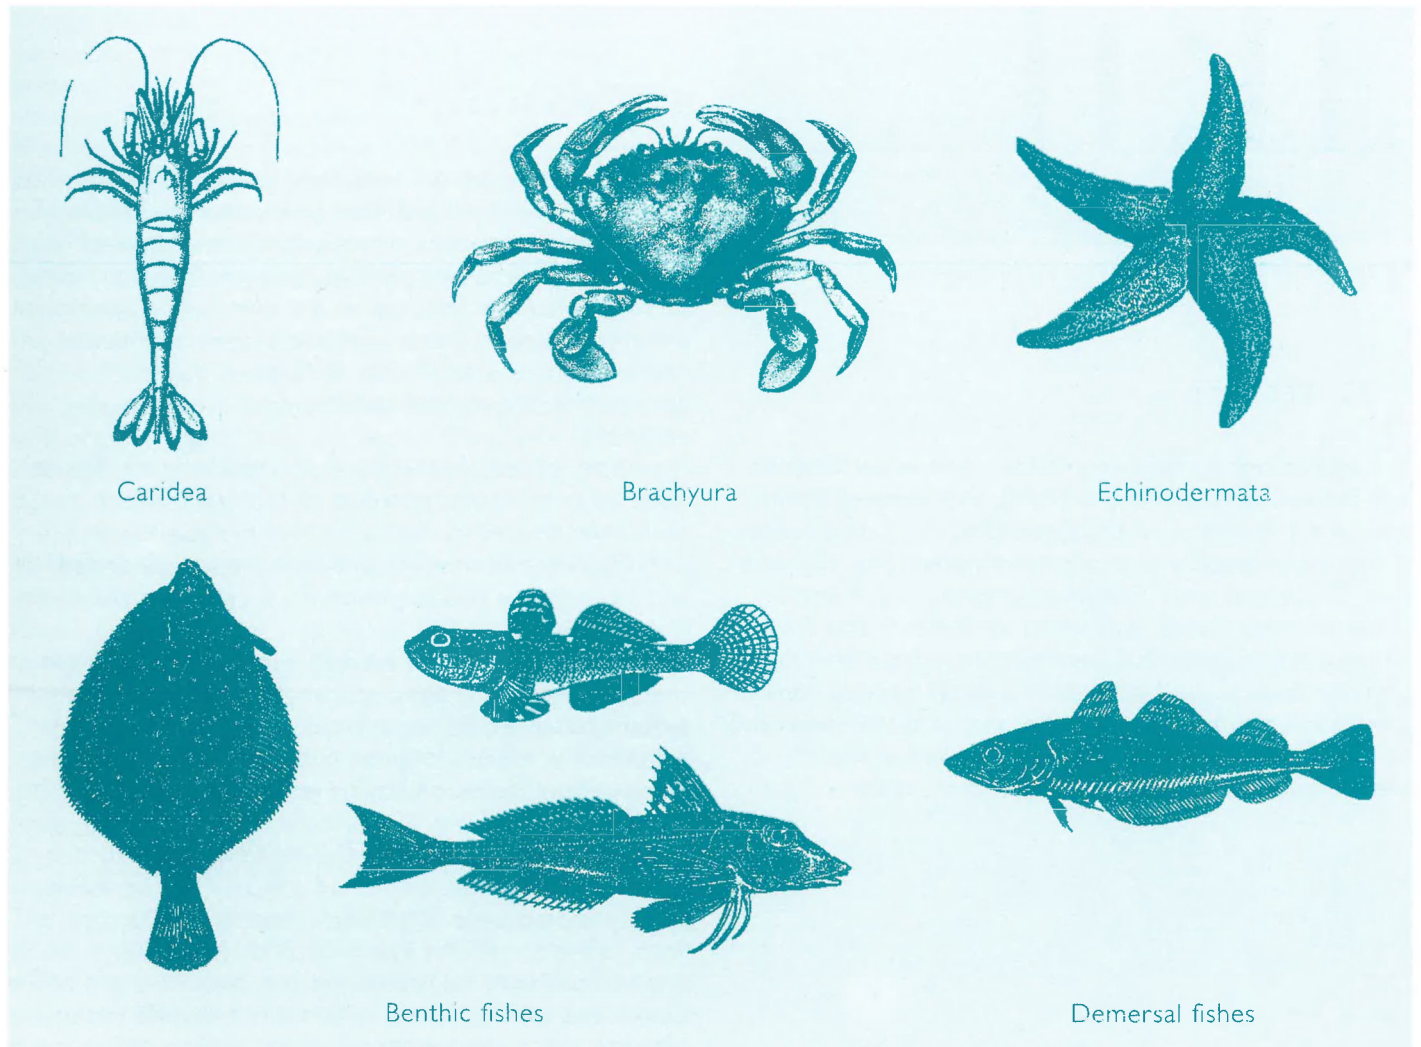 Caridea
Brachyura
Echinodermata
Benthic fishes
Demersal fishes